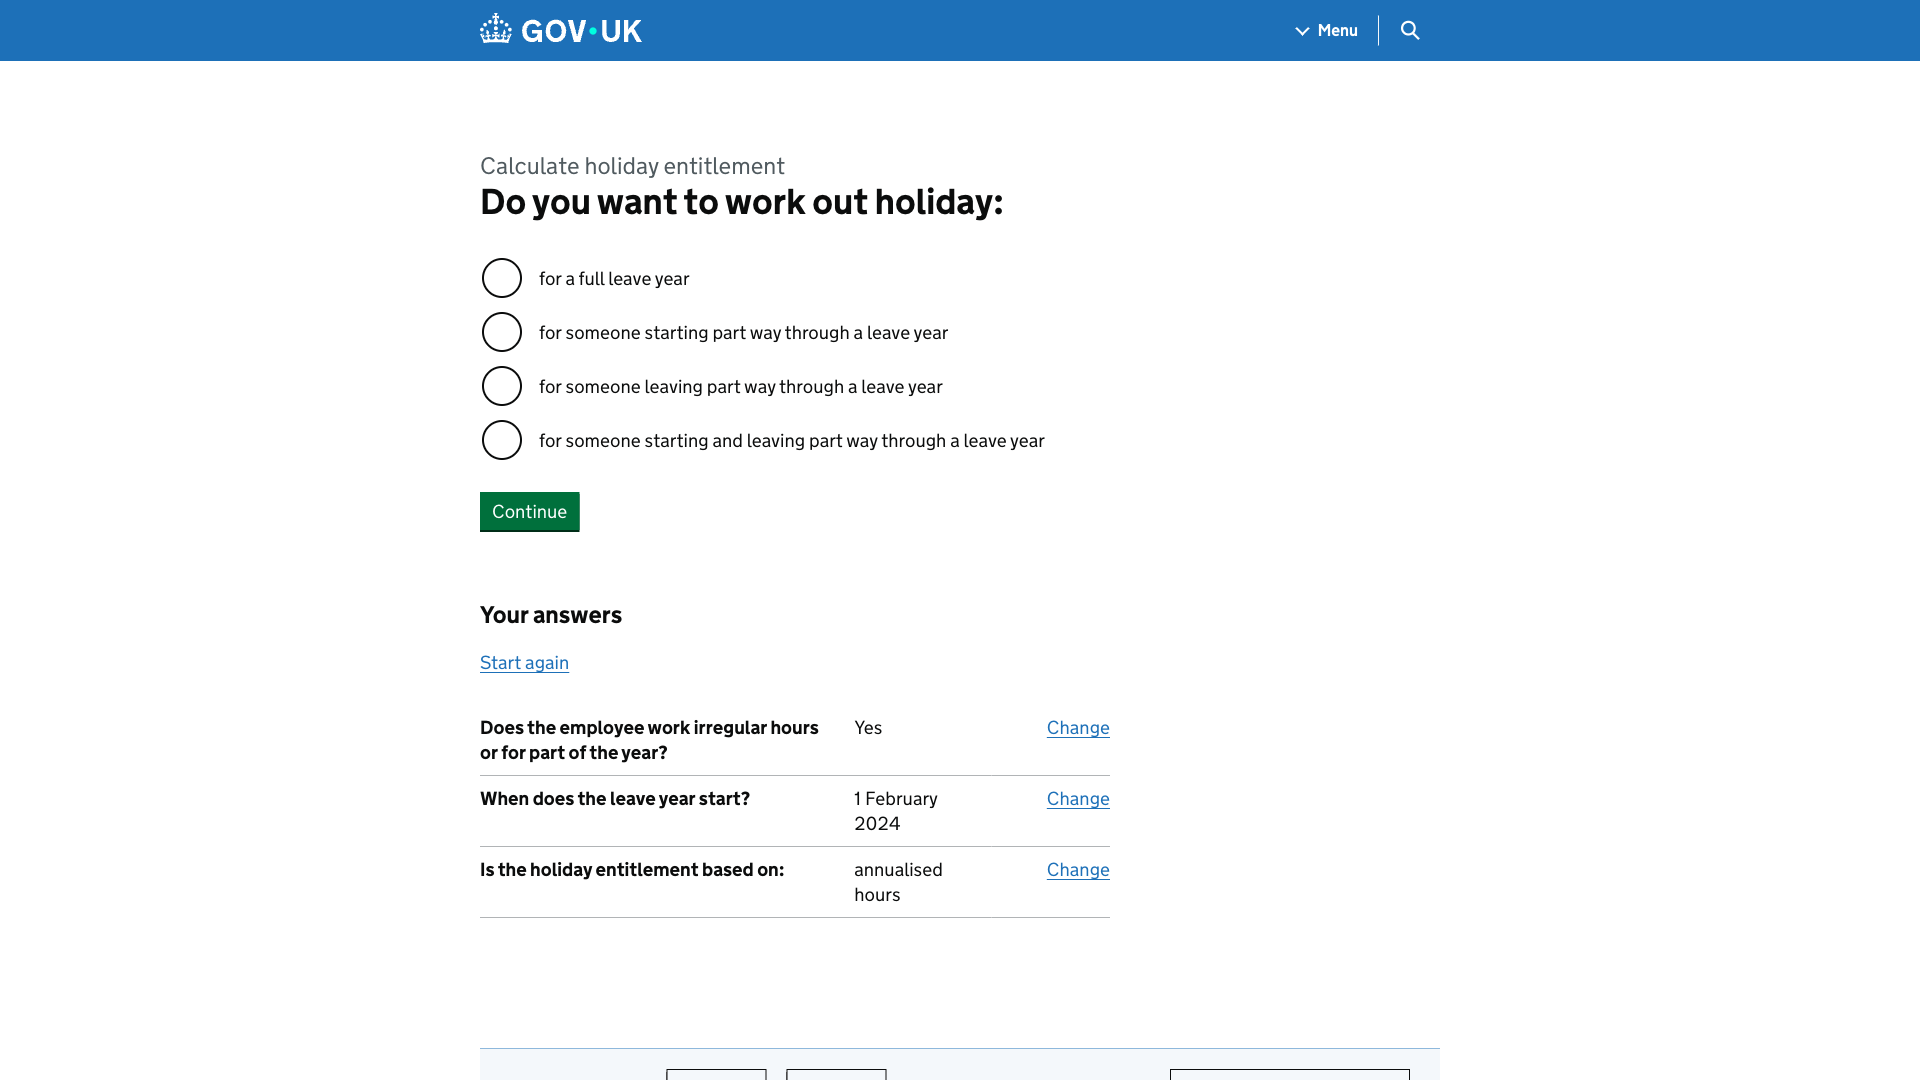 GOV·UK
Menu
Calculate holiday entitlement
Do you want to work out holiday:
for a full leave year
for someone starting part way through a leave year
for someone leaving part way through a leave year
for someone starting and leaving part way through a leave year
Continue
Your answers
Start again
Does the employee work irregular hours Yes Change
or for part of the year?
When does the leave year start? 1 February Change
2024
Is the holiday entitlement based on: annualised Change
hours